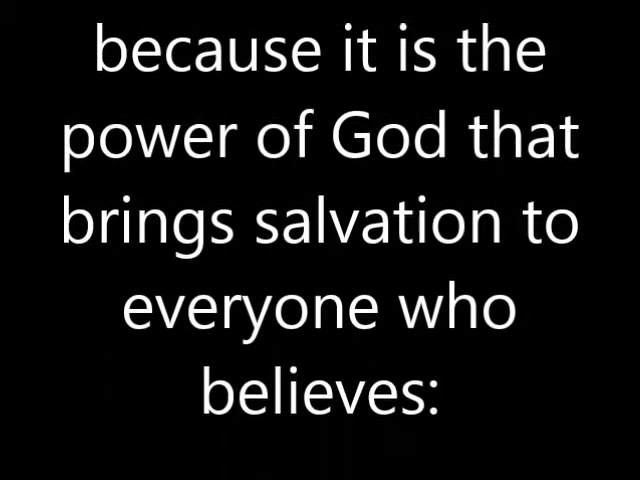 because it is the
power of God that
brings salvation to
everyone who
believes: